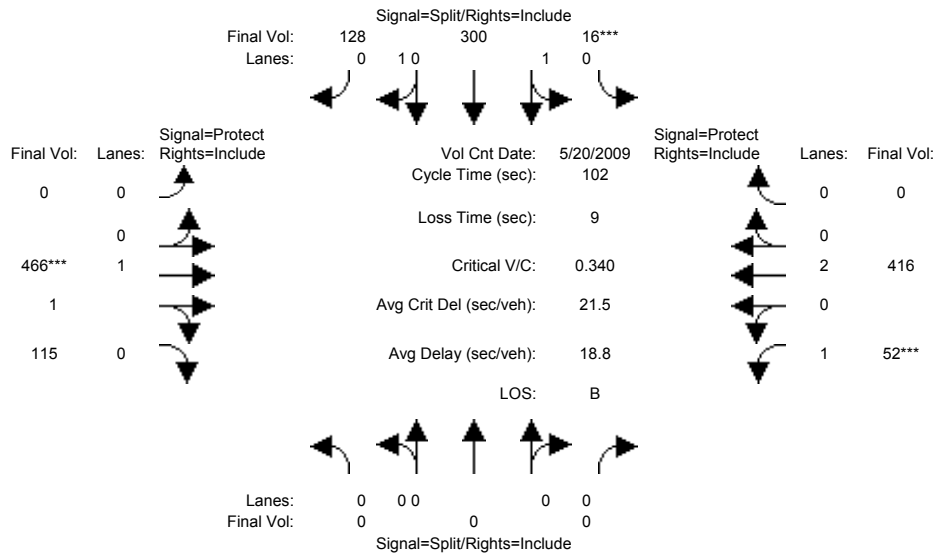 Signal=Split/Rights=Include
Final Vol: 128 300 16***
Lanes: 0 1 0 1 0
Signal=Protect Signal=Protect
Final Vol: Lanes: Rights=Include Vol Cnt Date: 5/20/2009 Rights=Include Lanes: Final Vol:
Cycle Time (sec): 102
0 0 0 0
Loss Time (sec): 9
0 0
466*** 1 Critical V/C: 0.340 2 416
1 Avg Crit Del (sec/veh): 21.5 0
115 0 Avg Delay (sec/veh): 18.8 1 52***
LOS: B
Lanes: 0 0 0 0 0
Final Vol: 0 0 0
Signal=Split/Rights=Include